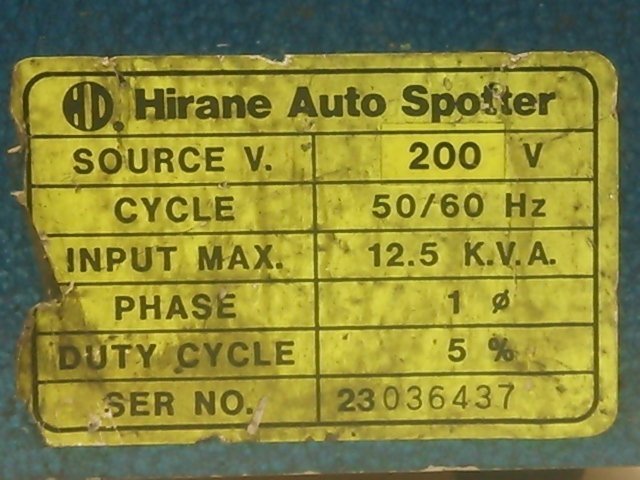 HD Hirane Auto Spotter
SOURCE V. 200 V
CYCLE 50/60 Hz
INPUT MAX. 12.5 K.V.A.
PHASE 1 ø
DUTY CYCLE 5 %
SER NO. 23036437